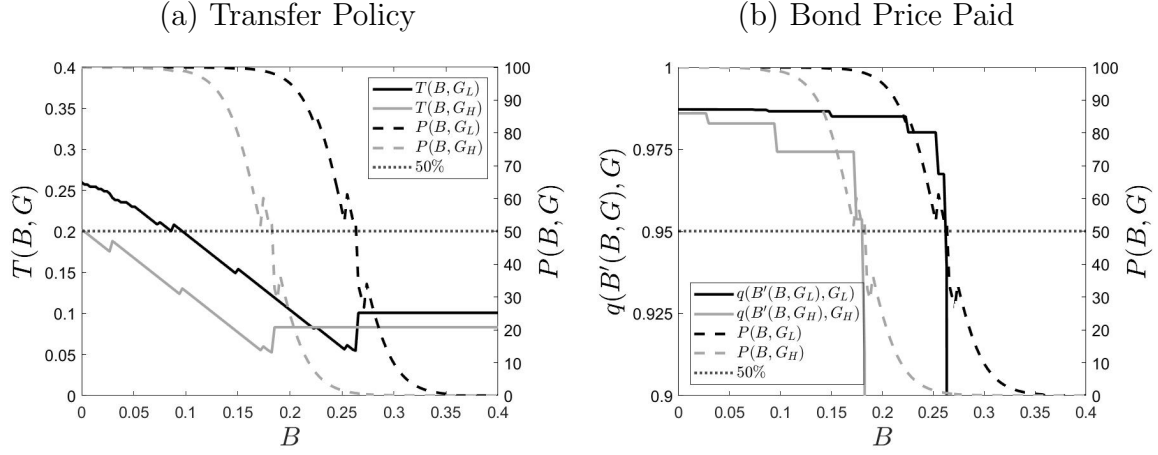 (a) Transfer Policy
0.4
0.35
0.3
0.25
0.2
0.15
0.1
0.05
0
T(B, G)
0 0.05 0.1 0.15 0.2 0.25 0.3 0.35 0.4
B
100
90
80
70
60
50
40
30
20
10
0
P(B, G)
T(B, G_L)
T(B, G_H)
P(B, G_L)
P(B, G_H)
50%
(b) Bond Price Paid
1
0.975
0.95
0.925
0.9
q(B′(B, G), G)
0 0.05 0.1 0.15 0.2 0.25 0.3 0.35 0.4
B
100
90
80
70
60
50
40
30
20
10
0
P(B, G)
q(B′(B, G_L), G_L)
q(B′(B, G_H), G_H)
P(B, G_L)
P(B, G_H)
50%